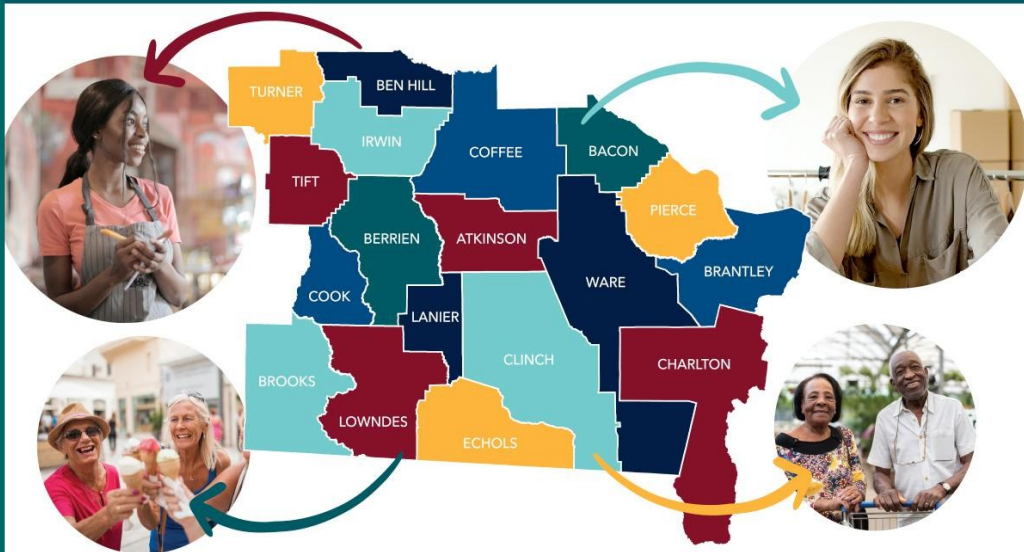 TURNER
BEN HILL
IRWIN
COFFEE
BACON
TIFT
PIERCE
BERRIEN
ATKINSON
BRANTLEY
WARE
COOK
LANIER
CLINCH
CHARLTON
BROOKS
LOWNDES
ECHOLS